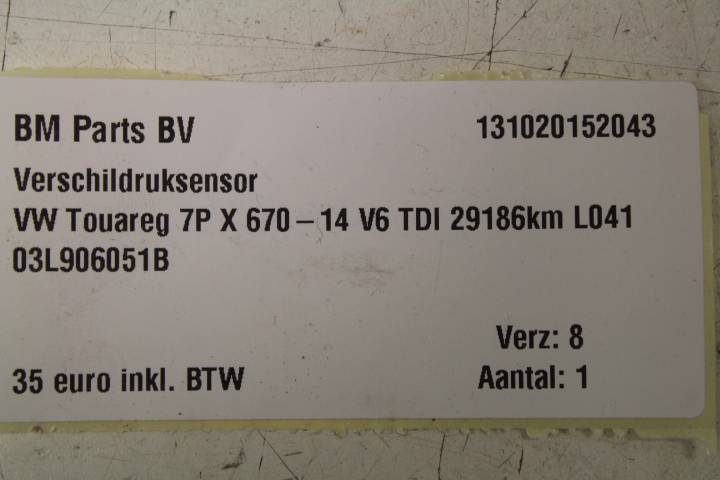 BM Parts BV 131020152043
Verschildruksensor
VW Touareg 7P X 670-14 V6 TDI 29186km L041
03L906051B
Verz: 8
35 euro inkl. BTW Aantal: 1